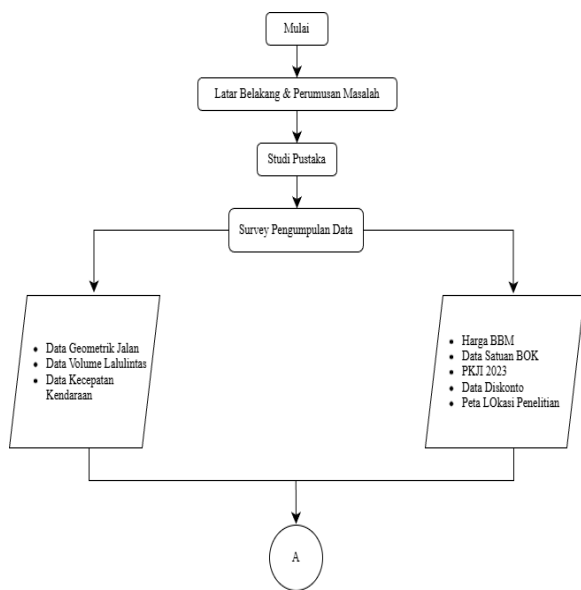 Mulai
Latar Belakang & Perumusan Masalah
Studi Pustaka
Survey Pengumpulan Data
• Data Geometrik Jalan
• Data Volume Lalulintas
• Data Kecepatan
Kendaraan
• Harga BBM
• Data Satuan BOK
• PKJI 2023
• Data Diskonto
• Peta LOkasi Penelitian
A